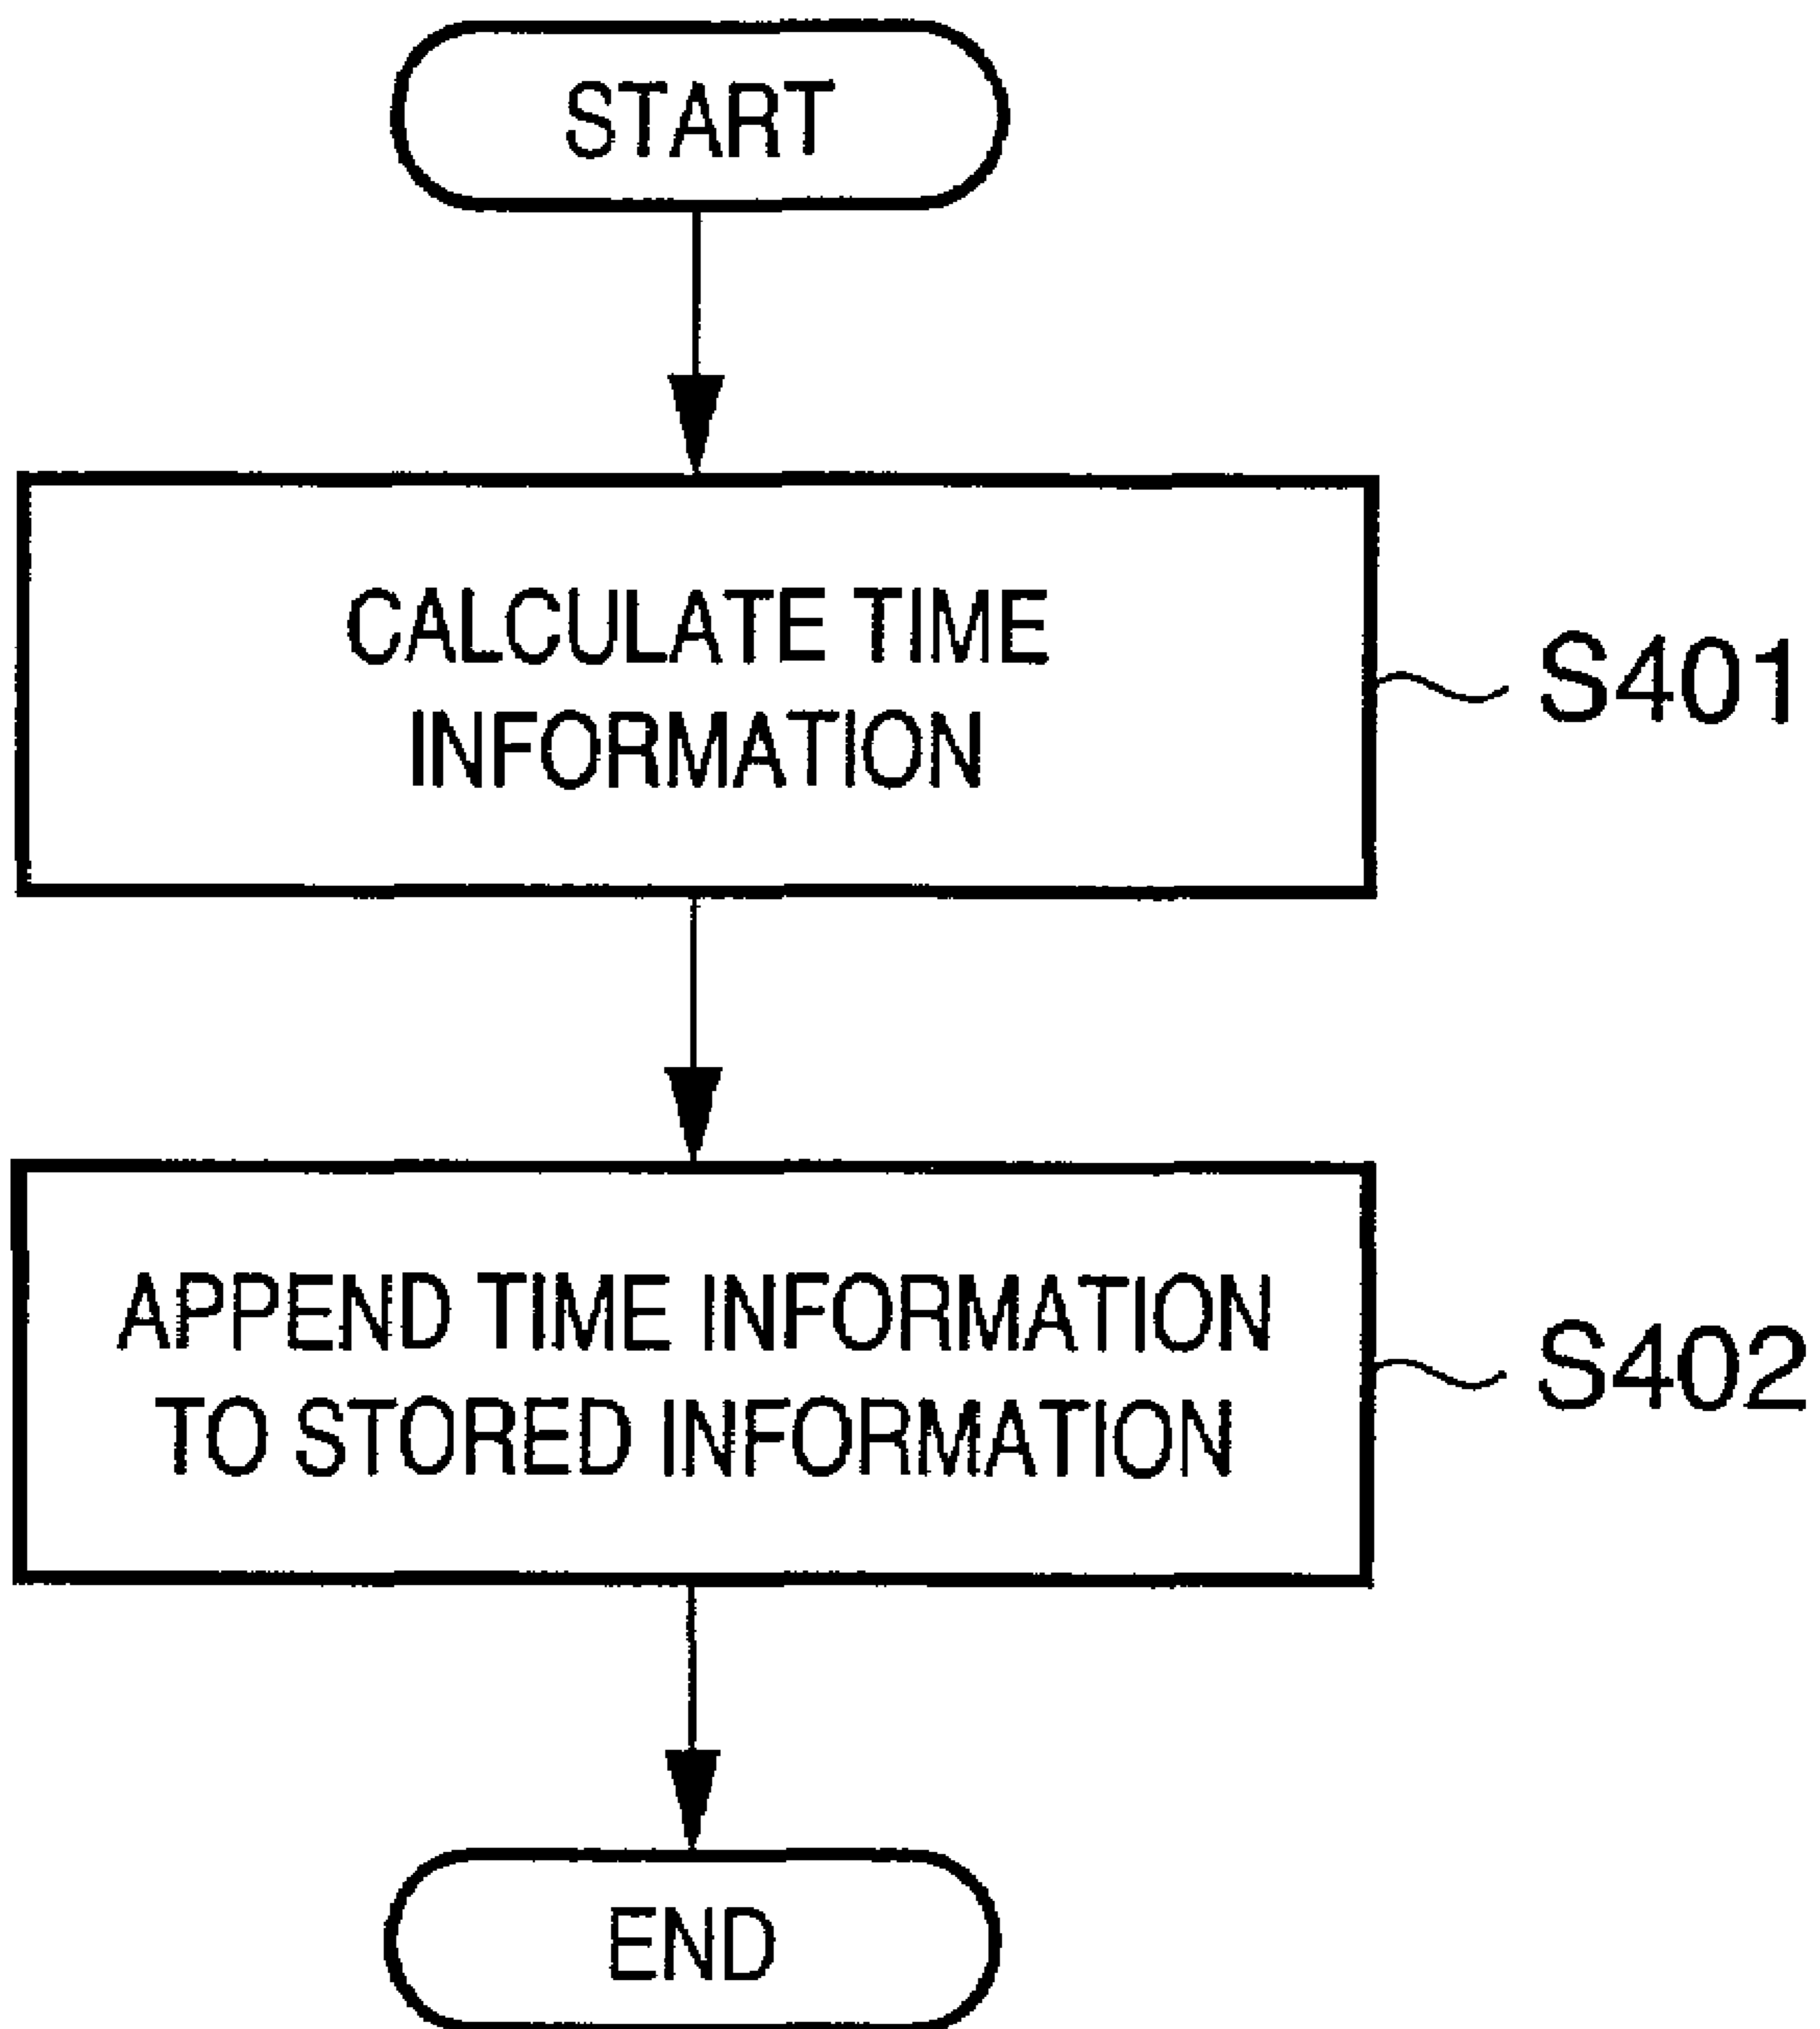 START
CALCULATE TIME
INFORMATION
S401
APPEND TIME INFORMATION
TO STORED INFORMATION
S402
END